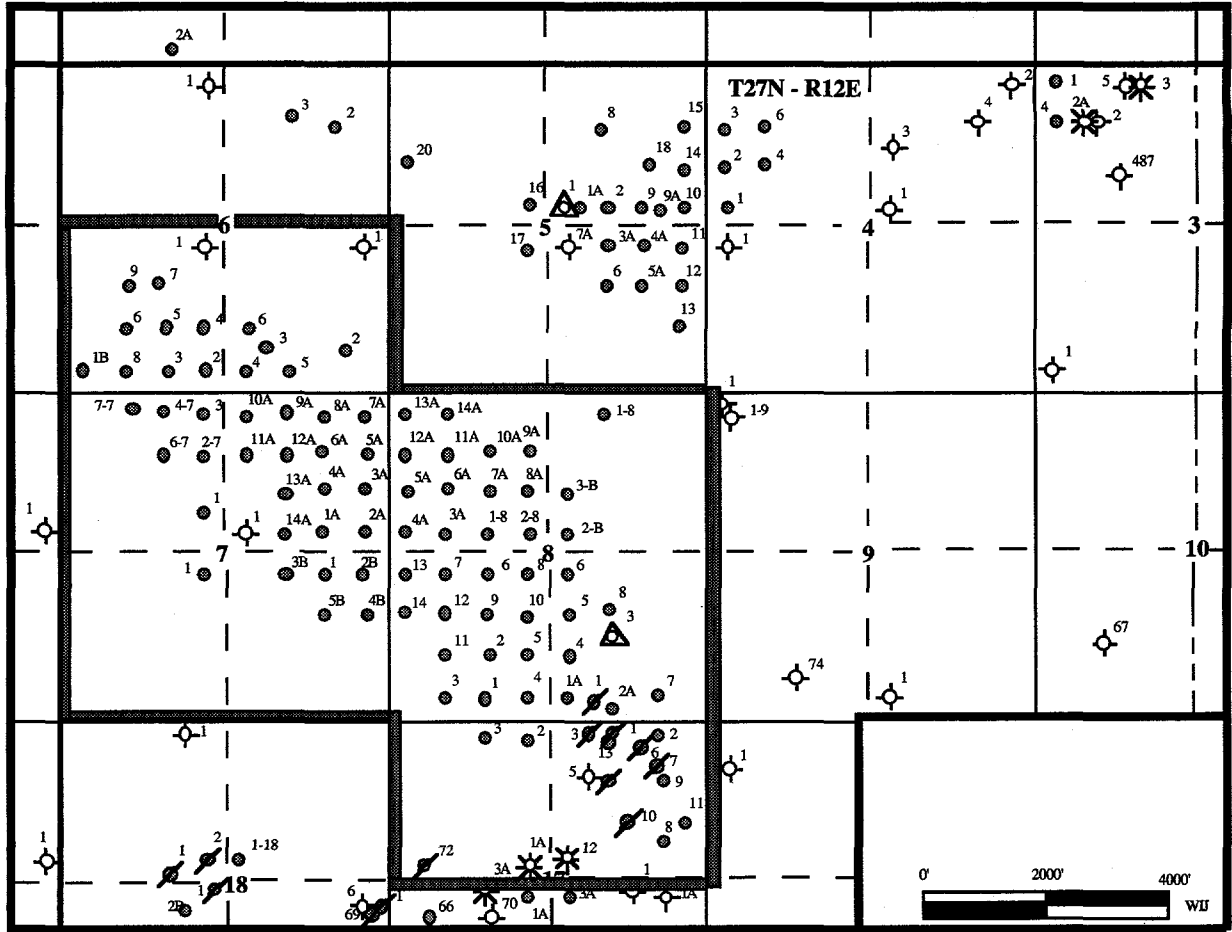 2A
1
T27N - R12E
2
1
5
3
3
2
8
15
3
6
4
4
2A
2
3
20
18
14
2
4
487
16
1
1A
2
9
9A
10
1
1
6
5
4
3
1
1
17
7A
3A
4A
11
1
9
7
6
5A
12
6
5
4
6
3
2
13
1B
8
3
2
4
5
1
1
7-7
4-7
3
10A
9A
8A
7A
13A
14A
1-8
1-9
6-7
2-7
11A
12A
6A
5A
12A
11A
10A
9A
13A
4A
3A
5A
6A
7A
8A
3-B
1
1
1
14A
1A
2A
4A
3A
1-8
2-8
2-B
7
8
9
10
1
3B
1
2B
13
7
6
8
6
5B
4B
14
12
9
10
5
8
3
67
11
2
5
4
74
3
1
4
1A
1
2A
7
1
1
3
2
3
1
2
13
6
7
5
9
1
10
11
8
1
1
2
1-18
72
1A
12
3A
1
18
17
1
2B
6
69
1
66
70
1A
3A
1A
0'
2000'
4000'
WIJ